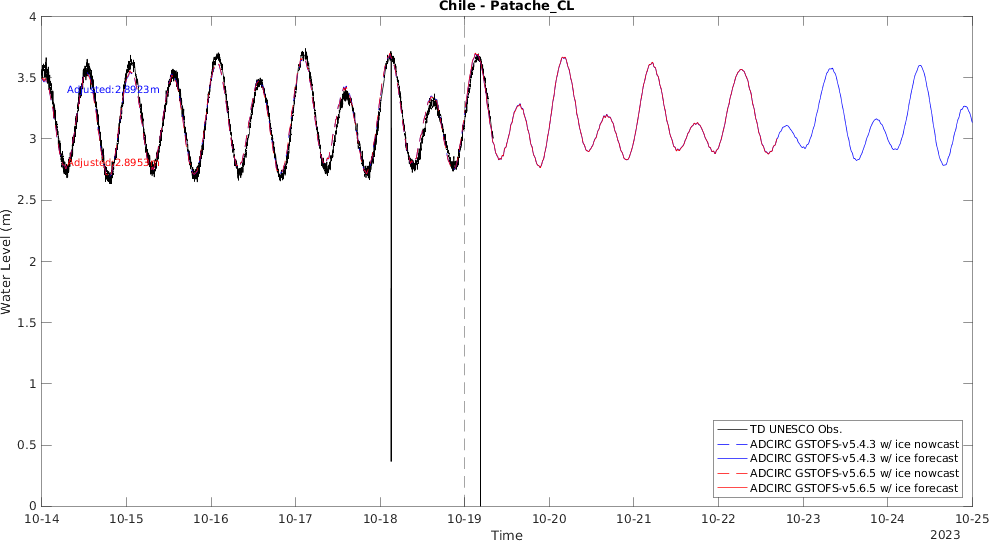 Chile - Patache_CL
4
3.5
3
2.5
2
1.5
1
0.5
0
Water Level (m)
Adjusted:2.8923m
Adjusted:2.8953m
TD UNESCO Obs.
ADCIRC GSTOFS-v5.4.3 w/ ice nowcast
ADCIRC GSTOFS-v5.4.3 w/ ice forecast
ADCIRC GSTOFS-v5.6.5 w/ ice nowcast
ADCIRC GSTOFS-v5.6.5 w/ ice forecast
10-14 10-15 10-16 10-17 10-18 10-19 10-20 10-21 10-22 10-23 10-24 10-25
Time
2023